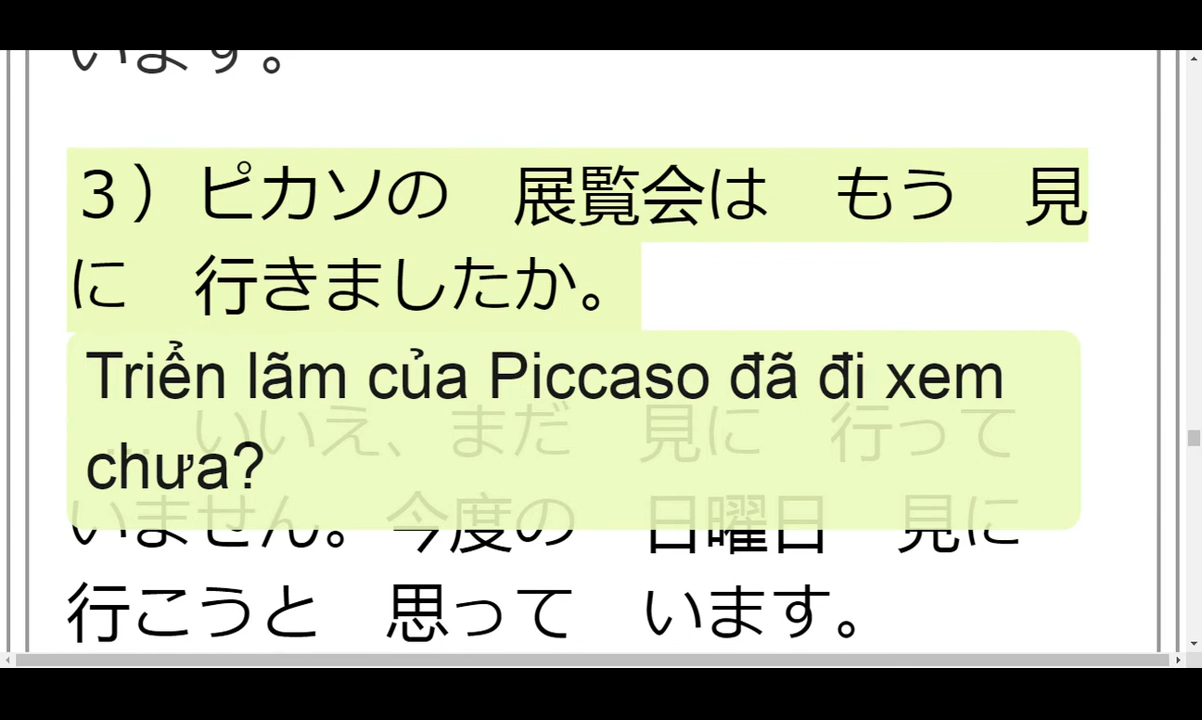 います。
３）ピカソの　展覧会は　もう　見
に　行きましたか。
Triển lãm của Piccaso đã đi xem
chưa?
…いいえ、まだ　見に　行って
いません。今度の　日曜日　見に
行こうと　思って　います。